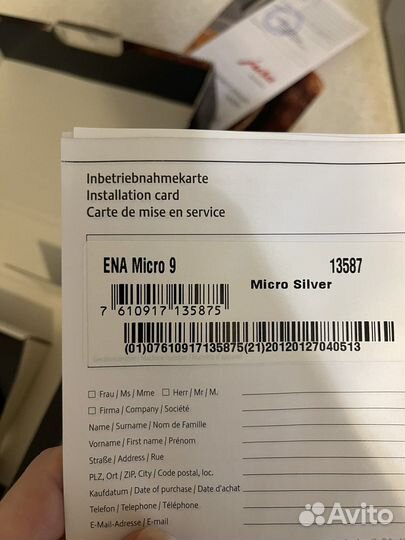 Jura
Inbetriebnahmekarte
Installation card
Carte de mise en service
ENA Micro 9 13587
Micro Silver
7 610917 135875
(01)07610917135875(21)20120127040513
Frau / Ms / Mme Herr / Mr / M.
Firma / Company / Société
Name / Surname / Nom de Famille
Vorname / First name / Prénom
Straße / Address / Rue
PLZ, Ort / ZIP, City / Code postal, loc.
Kaufdatum / Date of purchase / Date d'achat
Telefon / Telephone / Téléphone
E-Mail-Adresse / E-mail
Avito